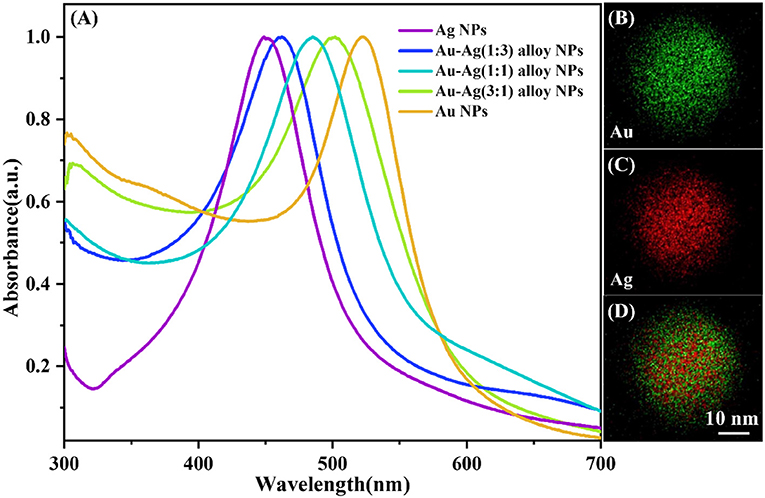 (A)
Ag NPs
Au-Ag(1:3) alloy NPs
Au-Ag(1:1) alloy NPs
Au-Ag(3:1) alloy NPs
Au NPs
Absorbance(a.u.)
1.0
0.8
0.6
0.4
0.2
300 400 500 600 700
Wavelength(nm)
(B)
Au
(C)
Ag
(D)
10 nm